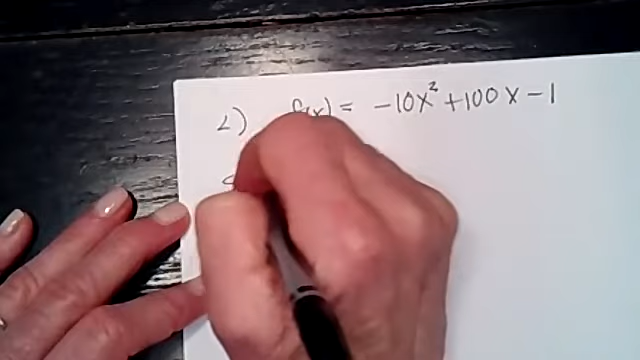 2) f(x) = -10x² +100x -1